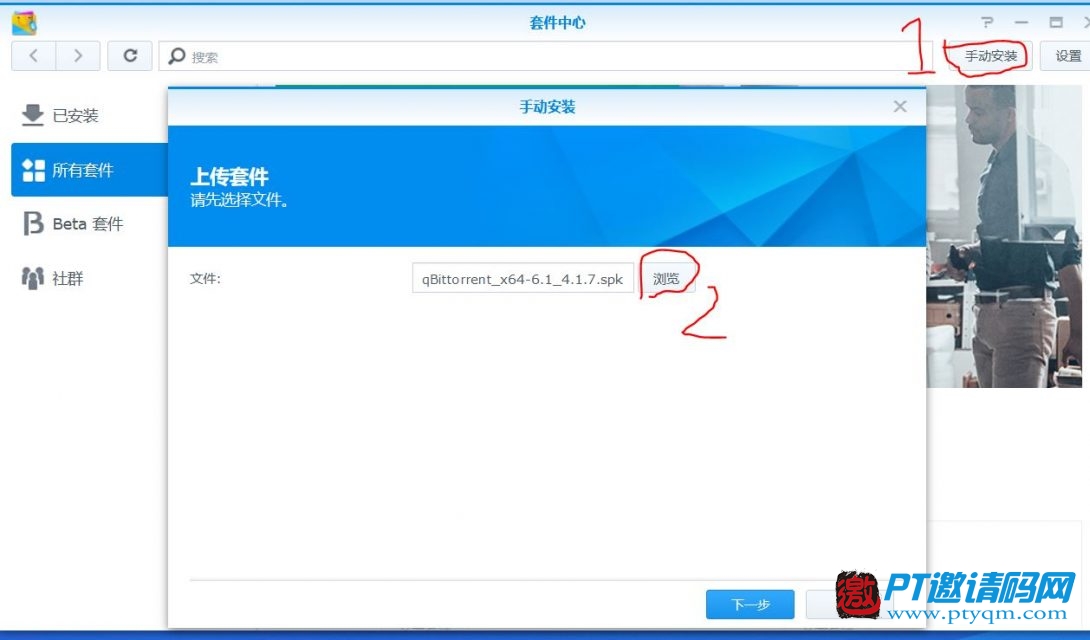 套件中心
1
搜索
手动安装
设置
已安装
所有套件
Beta 套件
社群
手动安装
上传套件
请先选择文件。
文件:
qBittorrent_x64-6.1_4.1.7.spk
浏览
2
下一步
邀
PT邀请码网
www.ptyqm.com